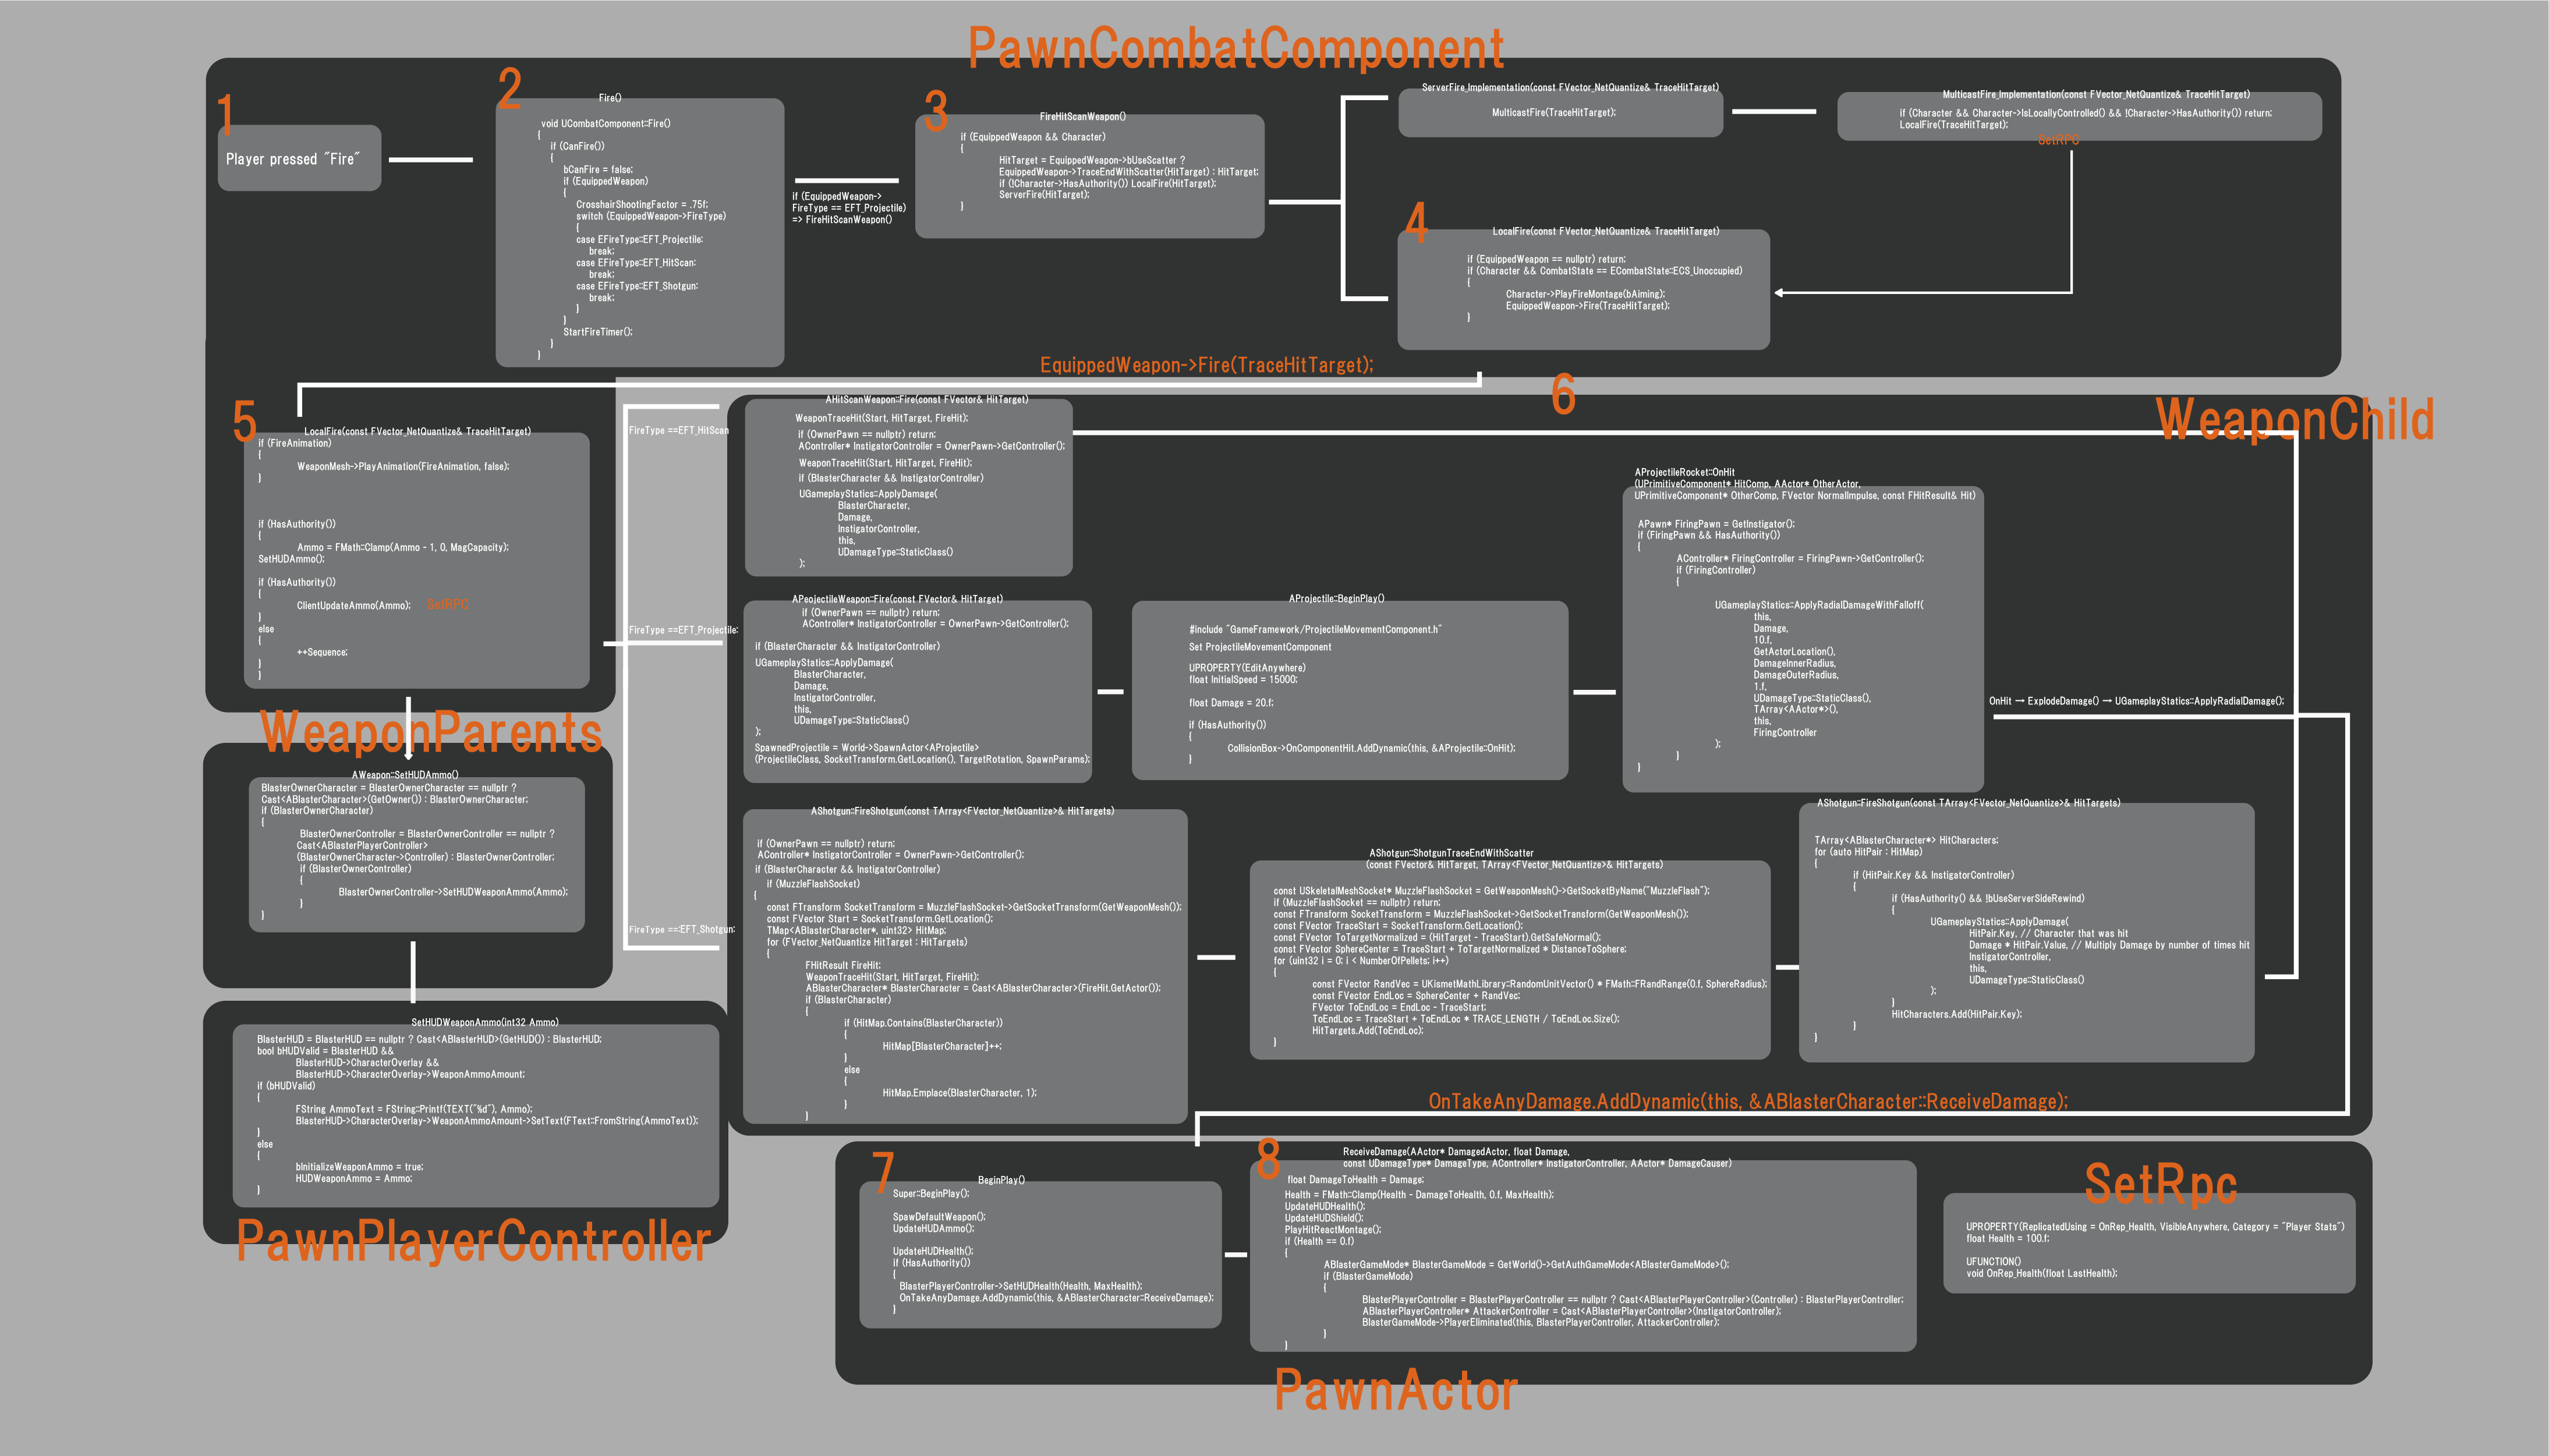 PawnCombatComponent
1
Player pressed "Fire"
2
Fire()
void UCombatComponent::Fire()
{
if (CanFire())
{
bCanFire = false;
if (EquippedWeapon)
{
CrosshairShootingFactor = .75f;
switch (EquippedWeapon->FireType)
{
case EFireType::EFT_Projectile:
break;
case EFireType::EFT_HitScan:
break;
case EFireType::EFT_Shotgun:
break;
}
}
StartFireTimer();
}
}
if (EquippedWeapon->
FireType == EFT_Projectile)
=> FireHitScanWeapon()
3
FireHitScanWeapon()
if (EquippedWeapon && Character)
{
HitTarget = EquippedWeapon->bUseScatter ?
EquippedWeapon->TraceEndWithScatter(HitTarget) : HitTarget;
if (!Character->HasAuthority()) LocalFire(HitTarget);
ServerFire(HitTarget);
}
ServerFire_Implementation(const FVector_NetQuantize& TraceHitTarget)
MulticastFire(TraceHitTarget);
MulticastFire_Implementation(const FVector_NetQuantize& TraceHitTarget)
if (Character && Character->IsLocallyControlled() && !Character->HasAuthority()) return;
LocalFire(TraceHitTarget);
SetRPC
4
LocalFire(const FVector_NetQuantize& TraceHitTarget)
if (EquippedWeapon == nullptr) return;
if (Character && CombatState == ECombatState::ECS_Unoccupied)
{
Character->PlayFireMontage(bAiming);
EquippedWeapon->Fire(TraceHitTarget);
}
EquippedWeapon->Fire(TraceHitTarget);
5
LocalFire(const FVector_NetQuantize& TraceHitTarget)
if (FireAnimation)
{
WeaponMesh->PlayAnimation(FireAnimation, false);
}
if (HasAuthority())
{
Ammo = FMath::Clamp(Ammo - 1, 0, MagCapacity);
SetHUDAmmo();
if (HasAuthority())
{
ClientUpdateAmmo(Ammo); SetRPC
}
else
{
++Sequence;
}
}
WeaponParents
AWeapon::SetHUDAmmo()
BlasterOwnerCharacter = BlasterOwnerCharacter == nullptr ?
Cast<ABlasterCharacter>(GetOwner()) : BlasterOwnerCharacter;
if (BlasterOwnerCharacter)
{
BlasterOwnerController = BlasterOwnerController == nullptr ?
Cast<ABlasterPlayerController>
(BlasterOwnerCharacter->Controller) : BlasterOwnerController;
if (BlasterOwnerController)
{
BlasterOwnerController->SetHUDWeaponAmmo(Ammo);
}
}
SetHUDWeaponAmmo(int32 Ammo)
BlasterHUD = BlasterHUD == nullptr ? Cast<ABlasterHUD>(GetHUD()) : BlasterHUD;
bool bHUDValid = BlasterHUD &&
BlasterHUD->CharacterOverlay &&
BlasterHUD->CharacterOverlay->WeaponAmmoAmount;
if (bHUDValid)
{
FString AmmoText = FString::Printf(TEXT("%d"), Ammo);
BlasterHUD->CharacterOverlay->WeaponAmmoAmount->SetText(FText::FromString(AmmoText));
}
else
{
bInitializeWeaponAmmo = true;
HUDWeaponAmmo = Ammo;
}
PawnPlayerController
6
WeaponChild
FireType ==EFT_HitScan
AHitScanWeapon::Fire(const FVector& HitTarget)
WeaponTraceHit(Start, HitTarget, FireHit);
if (OwnerPawn == nullptr) return;
AController* InstigatorController = OwnerPawn->GetController();
WeaponTraceHit(Start, HitTarget, FireHit);
if (BlasterCharacter && InstigatorController)
UGameplayStatics::ApplyDamage(
BlasterCharacter,
Damage,
InstigatorController,
this,
UDamageType::StaticClass()
);
FireType ==EFT_Projectile:
APeojectileWeapon::Fire(const FVector& HitTarget)
if (OwnerPawn == nullptr) return;
AController* InstigatorController = OwnerPawn->GetController();
if (BlasterCharacter && InstigatorController)
UGameplayStatics::ApplyDamage(
BlasterCharacter,
Damage,
InstigatorController,
this,
UDamageType::StaticClass()
);
SpawnedProjectile = World->SpawnActor<AProjectile>
(ProjectileClass, SocketTransform.GetLocation(), TargetRotation, SpawnParams);
AProjectile::BeginPlay()
#include "GameFramework/ProjectileMovementComponent.h"
Set ProjectileMovementComponent
UPROPERTY(EditAnywhere)
float InitialSpeed = 15000;
float Damage = 20.f;
if (HasAuthority())
{
CollisionBox->OnComponentHit.AddDynamic(this, &AProjectile::OnHit);
}
AProjectileRocket::OnHit
(UPrimitiveComponent* HitComp, AActor* OtherActor,
UPrimitiveComponent* OtherComp, FVector NormalImpulse, const FHitResult& Hit)
APawn* FiringPawn = GetInstigator();
if (FiringPawn && HasAuthority())
{
AController* FiringController = FiringPawn->GetController();
if (FiringController)
{
UGameplayStatics::ApplyRadialDamageWithFalloff(
this,
Damage,
10.f,
GetActorLocation(),
DamageInnerRadius,
DamageOuterRadius,
1.f,
UDamageType::StaticClass(),
TArray<AActor*>(),
this,
FiringController
);
}
}
OnHit → ExplodeDamage() → UGameplayStatics::ApplyRadialDamage();
FireType ==:EFT_Shotgun:
AShotgun::FireShotgun(const TArray<FVector_NetQuantize>& HitTargets)
if (OwnerPawn == nullptr) return;
AController* InstigatorController = OwnerPawn->GetController();
if (BlasterCharacter && InstigatorController)
if (MuzzleFlashSocket)
{
const FTransform SocketTransform = MuzzleFlashSocket->GetSocketTransform(GetWeaponMesh());
const FVector Start = SocketTransform.GetLocation();
TMap<ABlasterCharacter*, uint32> HitMap;
for (FVector_NetQuantize HitTarget : HitTargets)
{
FHitResult FireHit;
WeaponTraceHit(Start, HitTarget, FireHit);
ABlasterCharacter* BlasterCharacter = Cast<ABlasterCharacter>(FireHit.GetActor());
if (BlasterCharacter)
{
if (HitMap.Contains(BlasterCharacter))
{
HitMap[BlasterCharacter]++;
}
else
{
HitMap.Emplace(BlasterCharacter, 1);
}
}
AShotgun::ShotgunTraceEndWithScatter
(const FVector& HitTarget, TArray<FVector_NetQuantize>& HitTargets)
const USkeletalMeshSocket* MuzzleFlashSocket = GetWeaponMesh()->GetSocketByName("MuzzleFlash");
if (MuzzleFlashSocket == nullptr) return;
const FTransform SocketTransform = MuzzleFlashSocket->GetSocketTransform(GetWeaponMesh());
const FVector TraceStart = SocketTransform.GetLocation();
const FVector ToTargetNormalized = (HitTarget - TraceStart).GetSafeNormal();
const FVector SphereCenter = TraceStart + ToTargetNormalized * DistanceToSphere;
for (uint32 i = 0; i < NumberOfPellets; i++)
{
const FVector RandVec = UKismetMathLibrary::RandomUnitVector() * FMath::FRandRange(0.f, SphereRadius);
const FVector EndLoc = SphereCenter + RandVec;
FVector ToEndLoc = EndLoc - TraceStart;
ToEndLoc = TraceStart + ToEndLoc * TRACE_LENGTH / ToEndLoc.Size();
HitTargets.Add(ToEndLoc);
}
AShotgun::FireShotgun(const TArray<FVector_NetQuantize>& HitTargets)
TArray<ABlasterCharacter*> HitCharacters;
for (auto HitPair : HitMap)
{
if (HitPair.Key && InstigatorController)
{
if (HasAuthority() && !bUseServerSideRewind)
{
UGameplayStatics::ApplyDamage(
HitPair.Key, // Character that was hit
Damage * HitPair.Value, // Multiply Damage by number of times hit
InstigatorController,
this,
UDamageType::StaticClass()
);
}
HitCharacters.Add(HitPair.Key);
}
}
OnTakeAnyDamage.AddDynamic(this, &ABlasterCharacter::ReceiveDamage);
7
BeginPlay()
Super::BeginPlay();
SpawDefaultWeapon();
UpdateHUDAmmo();
UpdateHUDHealth();
if (HasAuthority())
{
BlasterPlayerController->SetHUDHealth(Health, MaxHealth);
OnTakeAnyDamage.AddDynamic(this, &ABlasterCharacter::ReceiveDamage);
}
8
ReceiveDamage(AActor* DamagedActor, float Damage,
const UDamageType* DamageType, AController* InstigatorController, AActor* DamageCauser)
float DamageToHealth = Damage;
Health = FMath::Clamp(Health - DamageToHealth, 0.f, MaxHealth);
UpdateHUDHealth();
UpdateHUDShield();
PlayHitReactMontage();
if (Health == 0.f)
{
ABlasterGameMode* BlasterGameMode = GetWorld()->GetAuthGameMode<ABlasterGameMode>();
if (BlasterGameMode)
{
BlasterPlayerController = BlasterPlayerController == nullptr ? Cast<ABlasterPlayerController>(Controller) : BlasterPlayerController;
ABlasterPlayerController* AttackerController = Cast<ABlasterPlayerController>(InstigatorController);
BlasterGameMode->PlayerEliminated(this, BlasterPlayerController, AttackerController);
}
}
SetRpc
UPROPERTY(ReplicatedUsing = OnRep_Health, VisibleAnywhere, Category = "Player Stats")
float Health = 100.f;
UFUNCTION()
void OnRep_Health(float LastHealth);
PawnActor